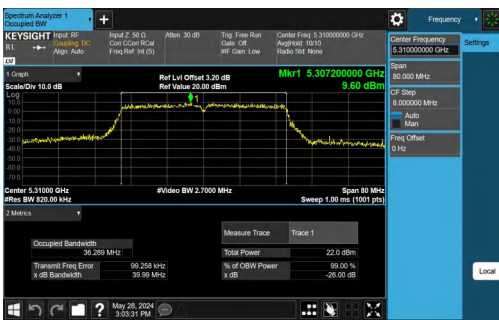 Spectrum Analyzer 1
Occupied BW
+
Frequency
KEYSIGHT Input: RF
RL
Coupling: DC
Align: Auto
Input Z: 50 Ω
Corr CCorr RCal
Freq Ref: Int (S)
Atten: 30 dB
Trig: Free Run
Gate: Off
#IF Gain: Low
Center Freq: 5.310000000 GHz
Avg|Hold: 10/10
Radio Std: None
LW
Center Frequency
5.310000000 GHz
Settings
Span
80.000 MHz
CF Step
8.000000 MHz
Auto
Man
Freq Offset
0 Hz
Local
1 Graph
Scale/Div 10.0 dB
Ref Lvl Offset 3.20 dB
Ref Value 20.00 dBm
Mkr1 5.307200000 GHz
9.60 dBm
Log
10.0
0.00
-10.0
-20.0
-30.0
-40.0
-50.0
-60.0
-70.0
1
Center 5.31000 GHz
#Res BW 820.00 kHz
#Video BW 2.7000 MHz
Span 80 MHz
Sweep 1.00 ms (1001 pts)
2 Metrics
Measure Trace Trace 1
Occupied Bandwidth
36.289 MHz
Total Power 22.0 dBm
Transmit Freq Error 99.258 kHz
% of OBW Power 99.00 %
x dB Bandwidth 39.99 MHz
x dB -26.00 dB
?
May 28, 2024
3:03:31 PM